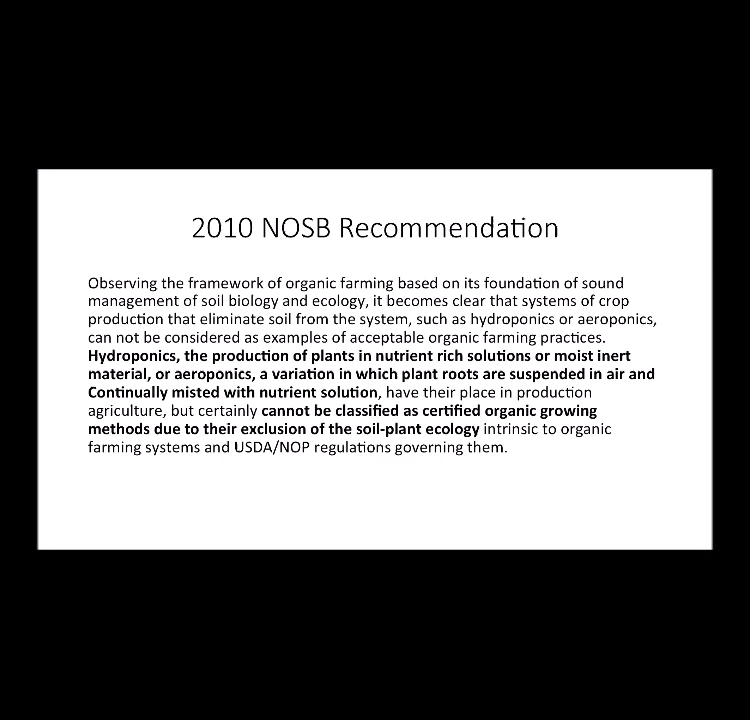 2010 NOSB Recommendation
Observing the framework of organic farming based on its foundation of sound
management of soil biology and ecology, it becomes clear that systems of crop
production that eliminate soil from the system, such as hydroponics or aeroponics,
can not be considered as examples of acceptable organic farming practices.
Hydroponics, the production of plants in nutrient rich solutions or moist inert
material, or aeroponics, a variation in which plant roots are suspended in air and
Continually misted with nutrient solution, have their place in production
agriculture, but certainly cannot be classified as certified organic growing
methods due to their exclusion of the soil-plant ecology intrinsic to organic
farming systems and USDA/NOP regulations governing them.